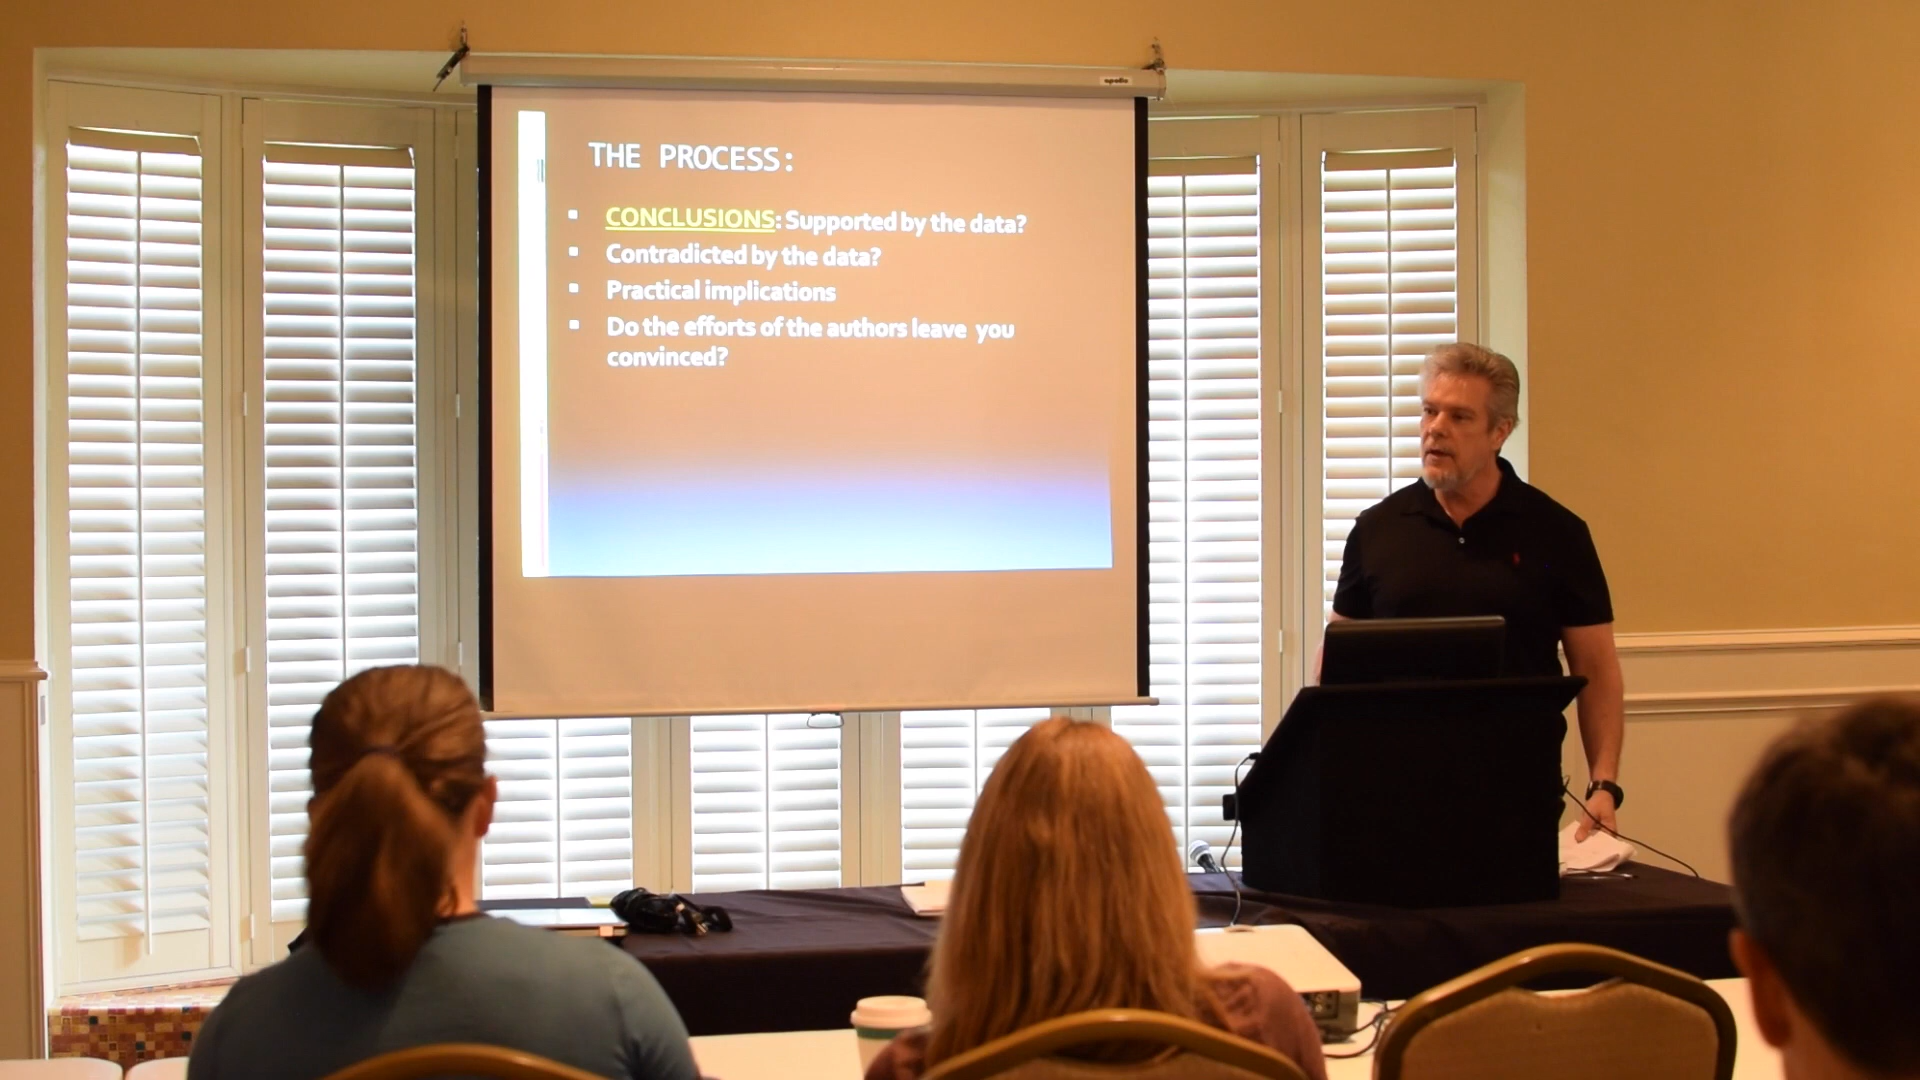 apollo
THE PROCESS:
▪ CONCLUSIONS: Supported by the data?
▪ Contradicted by the data?
▪ Practical implications
▪ Do the efforts of the authors leave you
convinced?